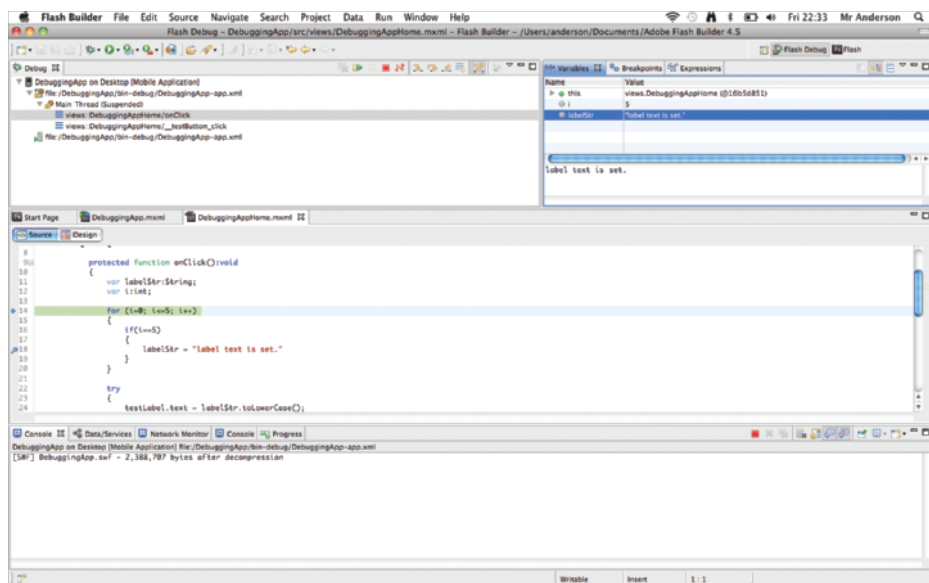 Flash Builder File Edit Source Navigate Search Project Data Run Window Help Fri 22:33 Mr Anderson
Flash Debug - DebuggingApp/src/views/DebuggingAppHome.mxml - Flash Builder - /Users/anderson/Documents/Adobe Flash Builder 4.5
Flash Debug Flash
Debug
DebuggingApp on Desktop [Mobile Application]
file:/DebuggingApp/bin-debug/DebuggingApp-app.xml
Main Thread (Suspended)
views::DebuggingAppHome/onClick
views::DebuggingAppHome/__testButton_click
file:/DebuggingApp/bin-debug/DebuggingApp-app.xml
Variables Breakpoints Expressions
Name Value
this views.DebuggingAppHome (@16b5d851)
i 5
labelStr "label text is set."
label text is set.
Start Page DebuggingApp.mxml DebuggingAppHome.mxml
Source Design
8
9 protected function onClick():void
10 {
11 var labelStr:String;
12 var i:int;
13
14 for (i=0; i<=5; i++)
15 {
16 if(i==5)
17 {
18 labelStr = "label text is set."
19 }
20 }
21
22 try
23 {
24 testLabel.text = labelStr.toLowerCase();
Console Data/Services Network Monitor Console Progress
DebuggingApp on Desktop [Mobile Application] file:/DebuggingApp/bin-debug/DebuggingApp-app.xml
[SWF] DebuggingApp.swf - 2,388,707 bytes after decompression
Writable Insert 1 : 1